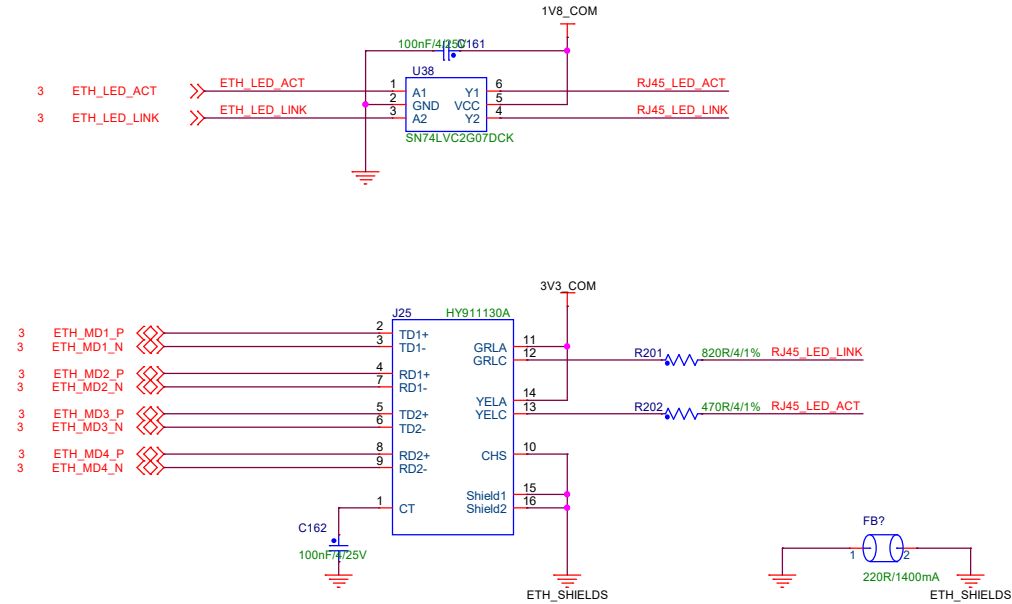 1V8_COM
100nF/4/25V C161
U38
3 ETH_LED_ACT ETH_LED_ACT 1 A1 Y1 6 RJ45_LED_ACT
2 GND VCC 5
3 ETH_LED_LINK ETH_LED_LINK 3 A2 Y2 4 RJ45_LED_LINK
SN74LVC2G07DCK
3V3_COM
J25 HY911130A
3 ETH_MD1_P 2 TD1+
3 ETH_MD1_N 3 TD1- GRLA 11
GRLC 12 R201 820R/4/1% RJ45_LED_LINK
3 ETH_MD2_P 4 RD1+
3 ETH_MD2_N 7 RD1-
YELA 14
3 ETH_MD3_P 5 TD2+ YELC 13 R202 470R/4/1% RJ45_LED_ACT
3 ETH_MD3_N 6 TD2-
3 ETH_MD4_P 8 RD2+ CHS 10
3 ETH_MD4_N 9 RD2-
Shield1 15
1 CT Shield2 16
C162
100nF/4/25V
FB?
1 2
220R/1400mA
ETH_SHIELDS
ETH_SHIELDS